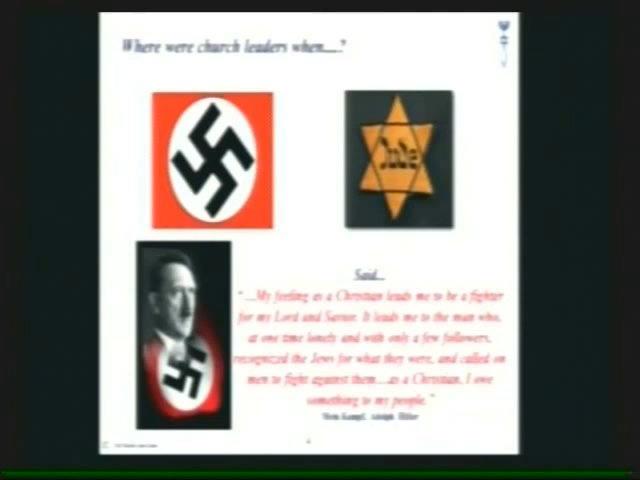 Where were church leaders when....?
Jude
Said...
"....My feeling as a Christian leads me to be a fighter
for my Lord and Savior. It leads me to the man who,
at one time lonely and with only a few followers,
recognized the Jews for what they were, and called on
men to fight against them....as a Christian, I owe
something to my people."
Mein Kampf, Adolph Hitler